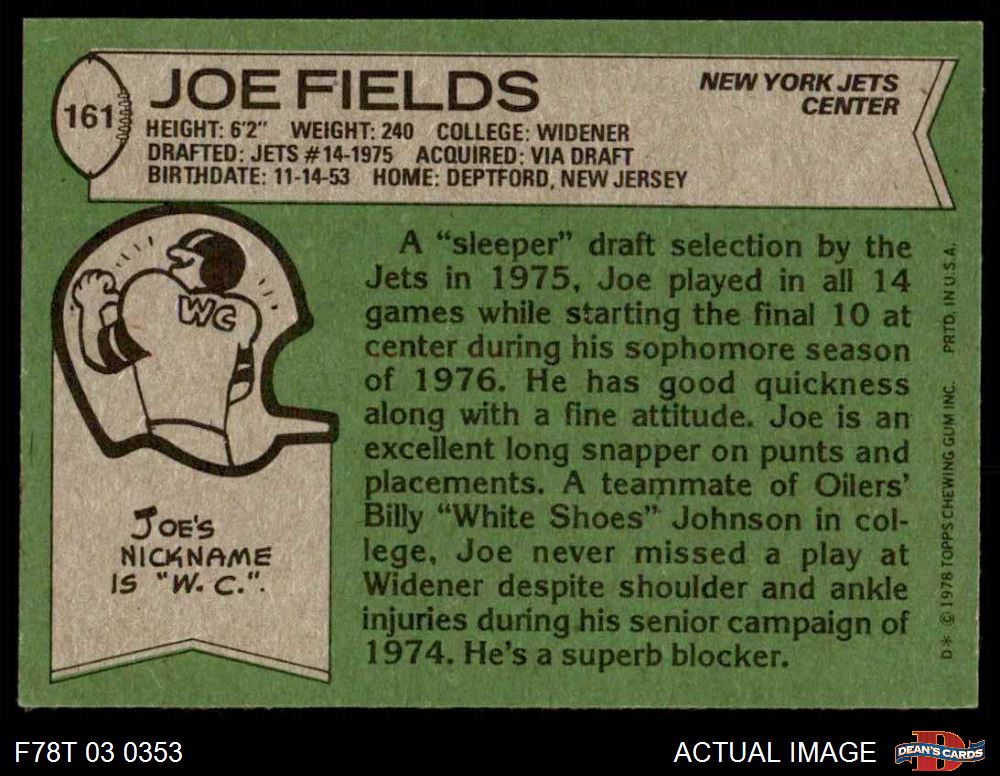 161
JOE FIELDS
NEW YORK JETS
CENTER
HEIGHT: 6'2" WEIGHT: 240 COLLEGE: WIDENER
DRAFTED: JETS #14-1975 ACQUIRED: VIA DRAFT
BIRTHDATE: 11-14-53 HOME: DEPTFORD, NEW JERSEY
WC
JOE'S
NICKNAME
IS "W. C.".
A "sleeper" draft selection by the
Jets in 1975, Joe played in all 14
games while starting the final 10 at
center during his sophomore season
of 1976. He has good quickness
along with a fine attitude. Joe is an
excellent long snapper on punts and
placements. A teammate of Oilers'
Billy "White Shoes" Johnson in col-
lege, Joe never missed a play at
Widener despite shoulder and ankle
injuries during his senior campaign of
1974. He's a superb blocker.
D* © 1978 TOPPS CHEWING GUM INC. PRTD. IN U.S.A.
F78T 03 0353
ACTUAL IMAGE
D
DEAN'S CARDS